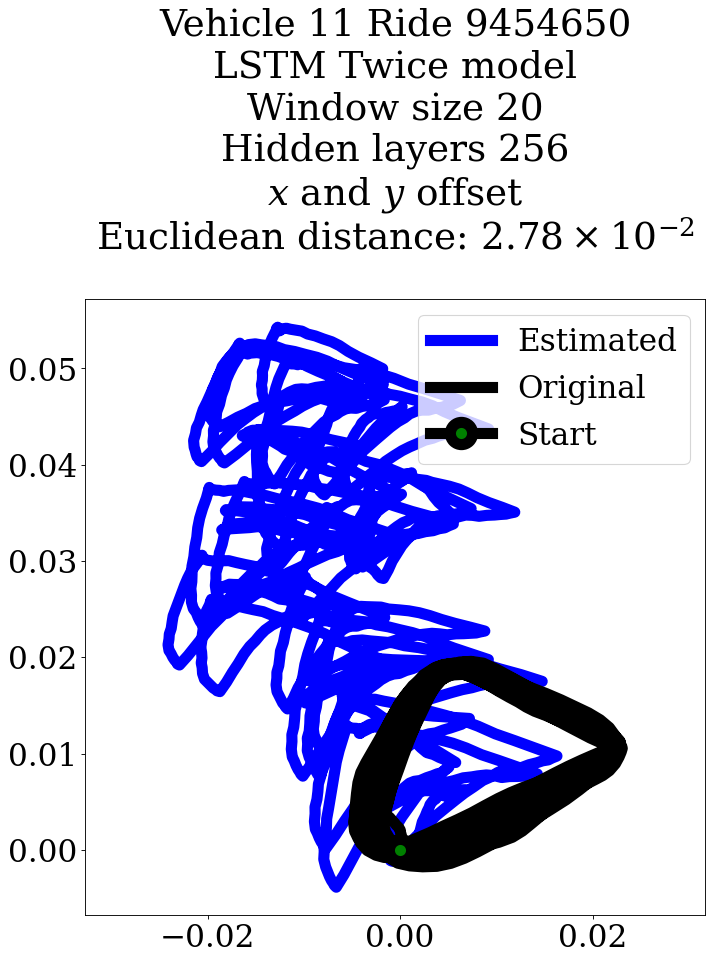 Vehicle 11 Ride 9454650
LSTM Twice model
Window size 20
Hidden layers 256
x and y offset
Euclidean distance: 2.78 × 10⁻²
Estimated
Original
Start
0.05
0.04
0.03
0.02
0.01
0.00
−0.02
0.00
0.02